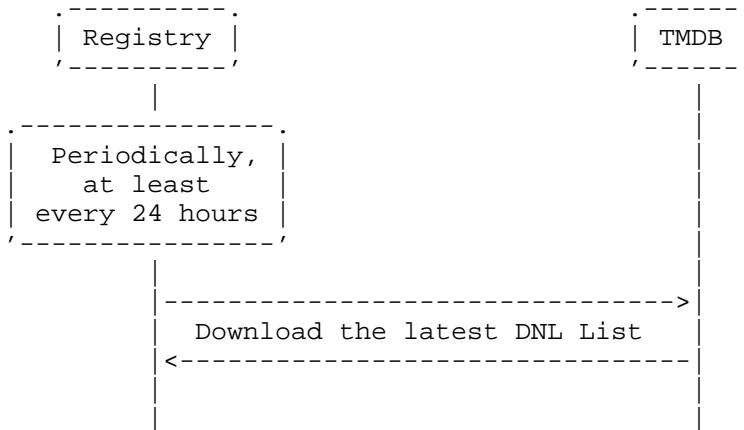 Registry
TMDB
Periodically,
at least
every 24 hours
Download the latest DNL List